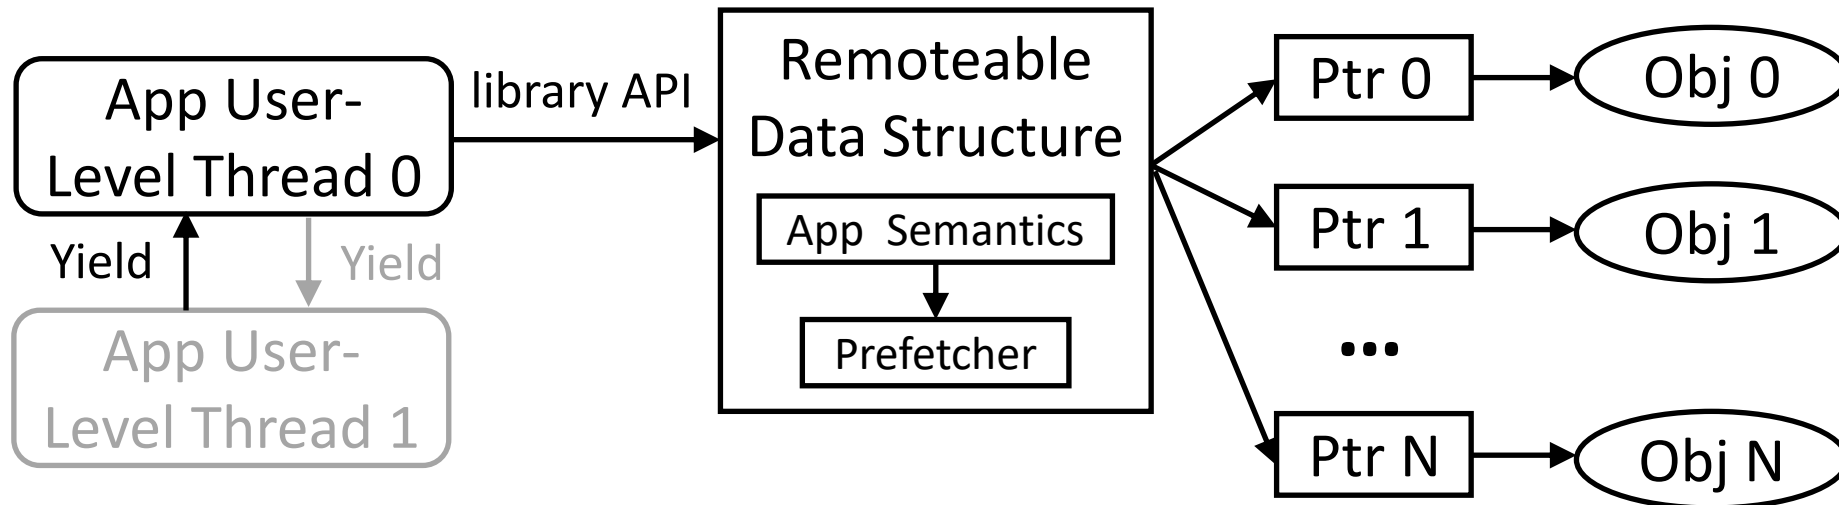 App User-
Level Thread 0
Yield
Yield
App User-
Level Thread 1
library API
Remoteable
Data Structure
App Semantics
Prefetcher
Ptr 0
Obj 0
Ptr 1
Obj 1
...
Ptr N
Obj N